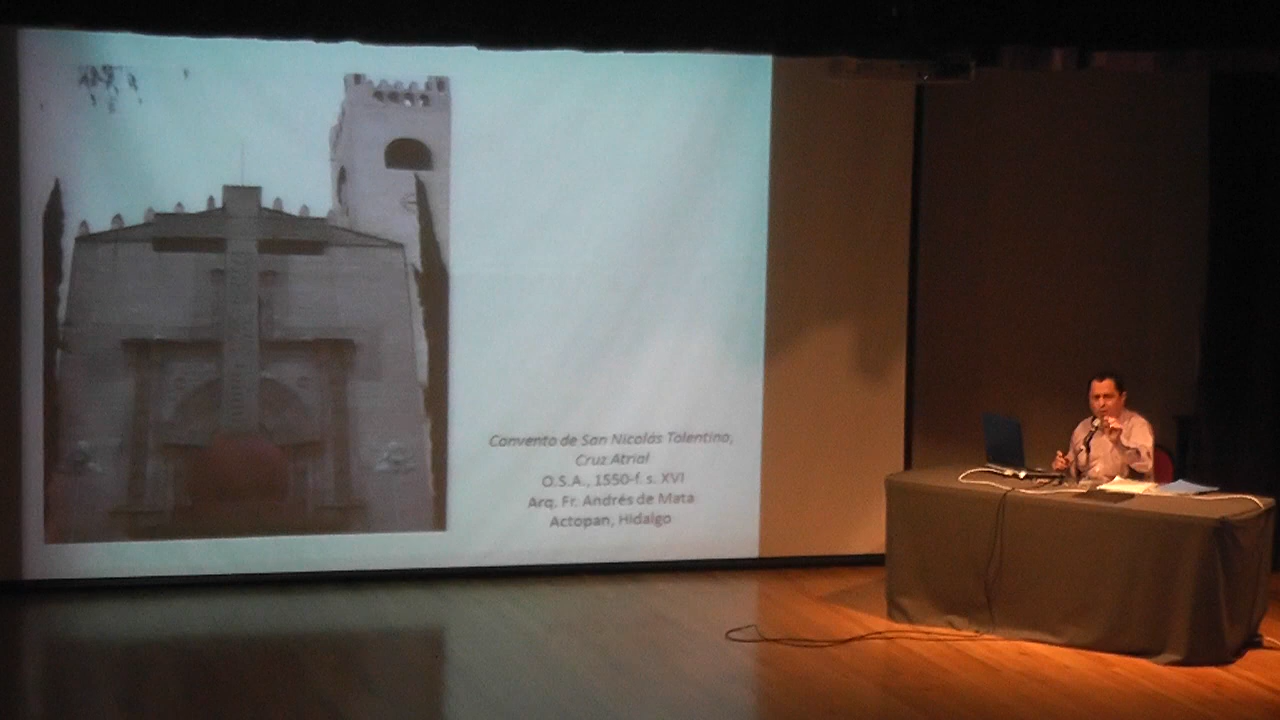 Convento de San Nicolás Tolentino,
Cruz Atrial
O.S.A., 1550-f. s. XVI
Arq. Fr. Andrés de Mata
Actopan, Hidalgo